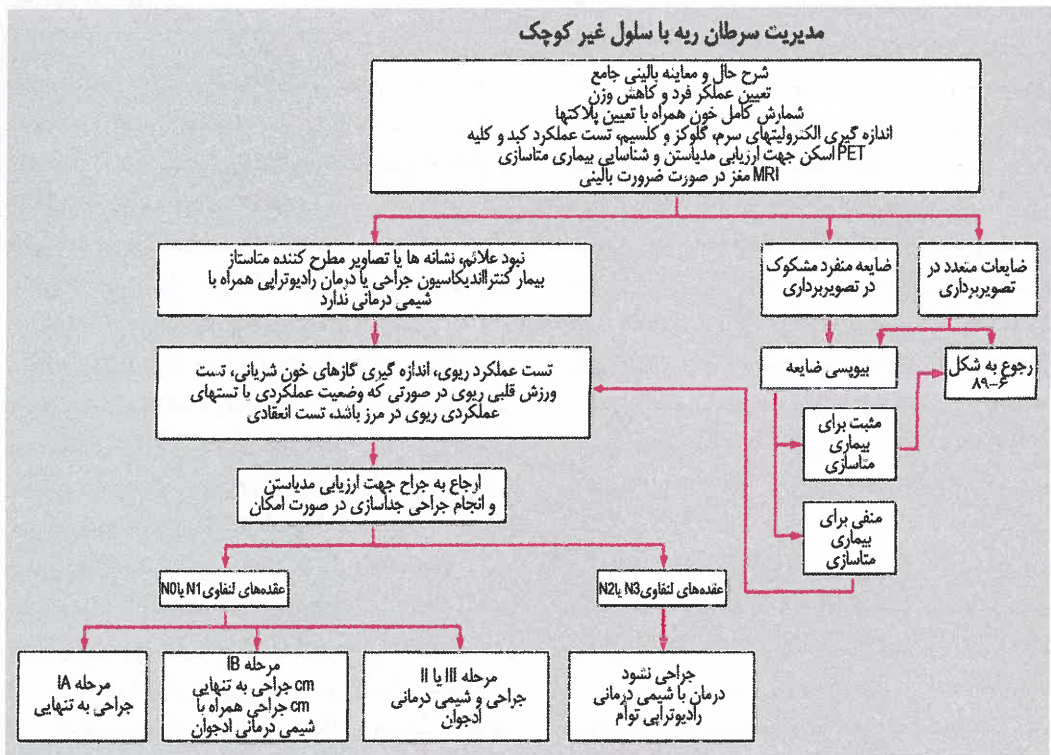 مدیریت سرطان ریه با سلول غیر کوچک
شرح حال و معاینه بالینی جامع
تعیین عملکر فرد و کاهش وزن
شمارش کامل خون همراه با تعیین پلاکتها
اندازه گیری الکترولیتهای سرم، گلوکز و کلسیم، تست عملکرد کبد و کلیه
PET اسکن جهت ارزیابی مدیاستن و شناسایی بیماری متاسازی
MRI مغز در صورت ضرورت بالینی
ضایعات متعدد در
تصویربرداری
ضایعه منفرد مشکوک
در تصویربرداری
نبود علائم، نشانه ها یا تصاویر مطرح کننده متاستاز
بیمار کنترااندیکاسیون جراحی یا درمان رادیوتراپی همراه با
شیمی درمانی ندارد
رجوع به شکل
۸۹-۶
بیوپسی ضایعه
تست عملکرد ریوی، اندازه گیری گازهای خون شریانی، تست
ورزش قلبی ریوی در صورتی که وضعیت عملکردی یا تستهای
عملکردی ریوی در مرز باشد، تست انعقادی
مثبت برای
بیماری
متاسازی
ارجاع به جراح جهت ارزیابی مدیاستن
و انجام جراحی جداسازی در صورت امکان
منفی برای
بیماری
متاسازی
عقده‌های لنفاوی N2 یا N3
عقده‌های لنفاوی N0 یا N1
جراحی نشود
درمان با شیمی درمانی
رادیوتراپی توأم
مرحله II یا III
جراحی و شیمی درمانی
ادجوان
مرحله IB
cm جراحی به تنهایی
cm جراحی همراه با
شیمی درمانی ادجوان
مرحله IA
جراحی به تنهایی